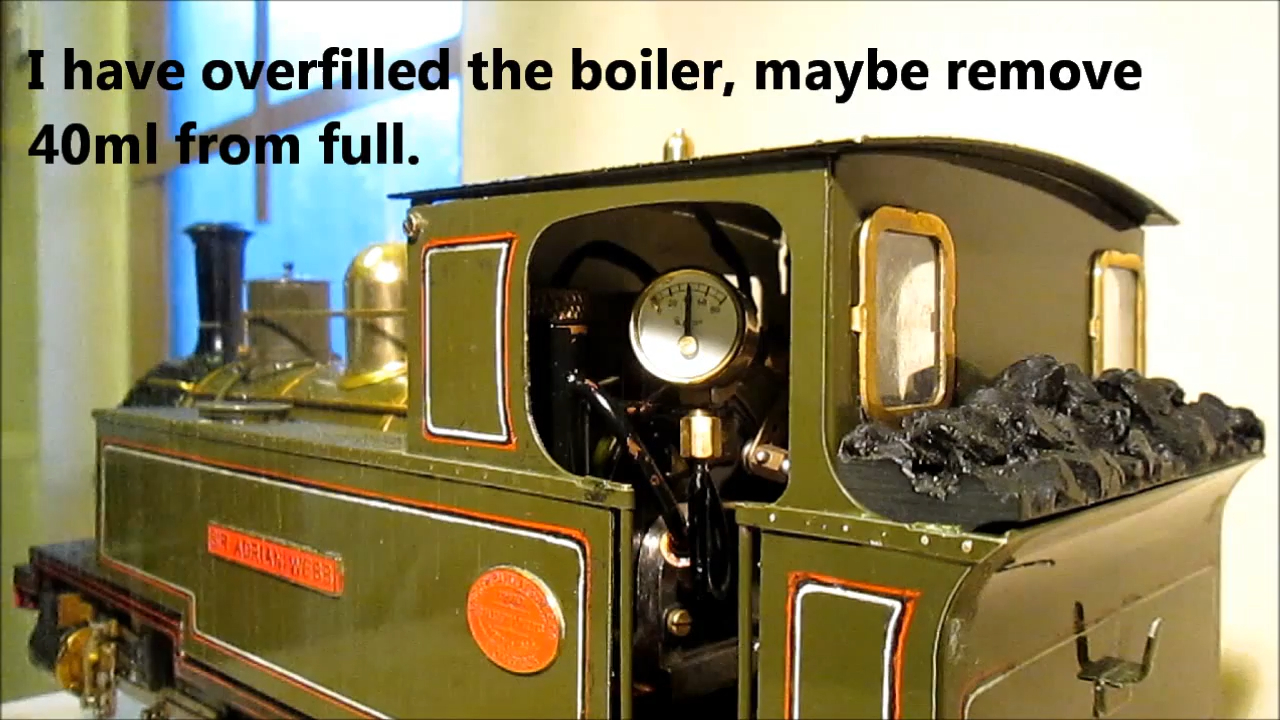 I have overfilled the boiler, maybe remove
40ml from full.
SIR ADRIAN WEBB